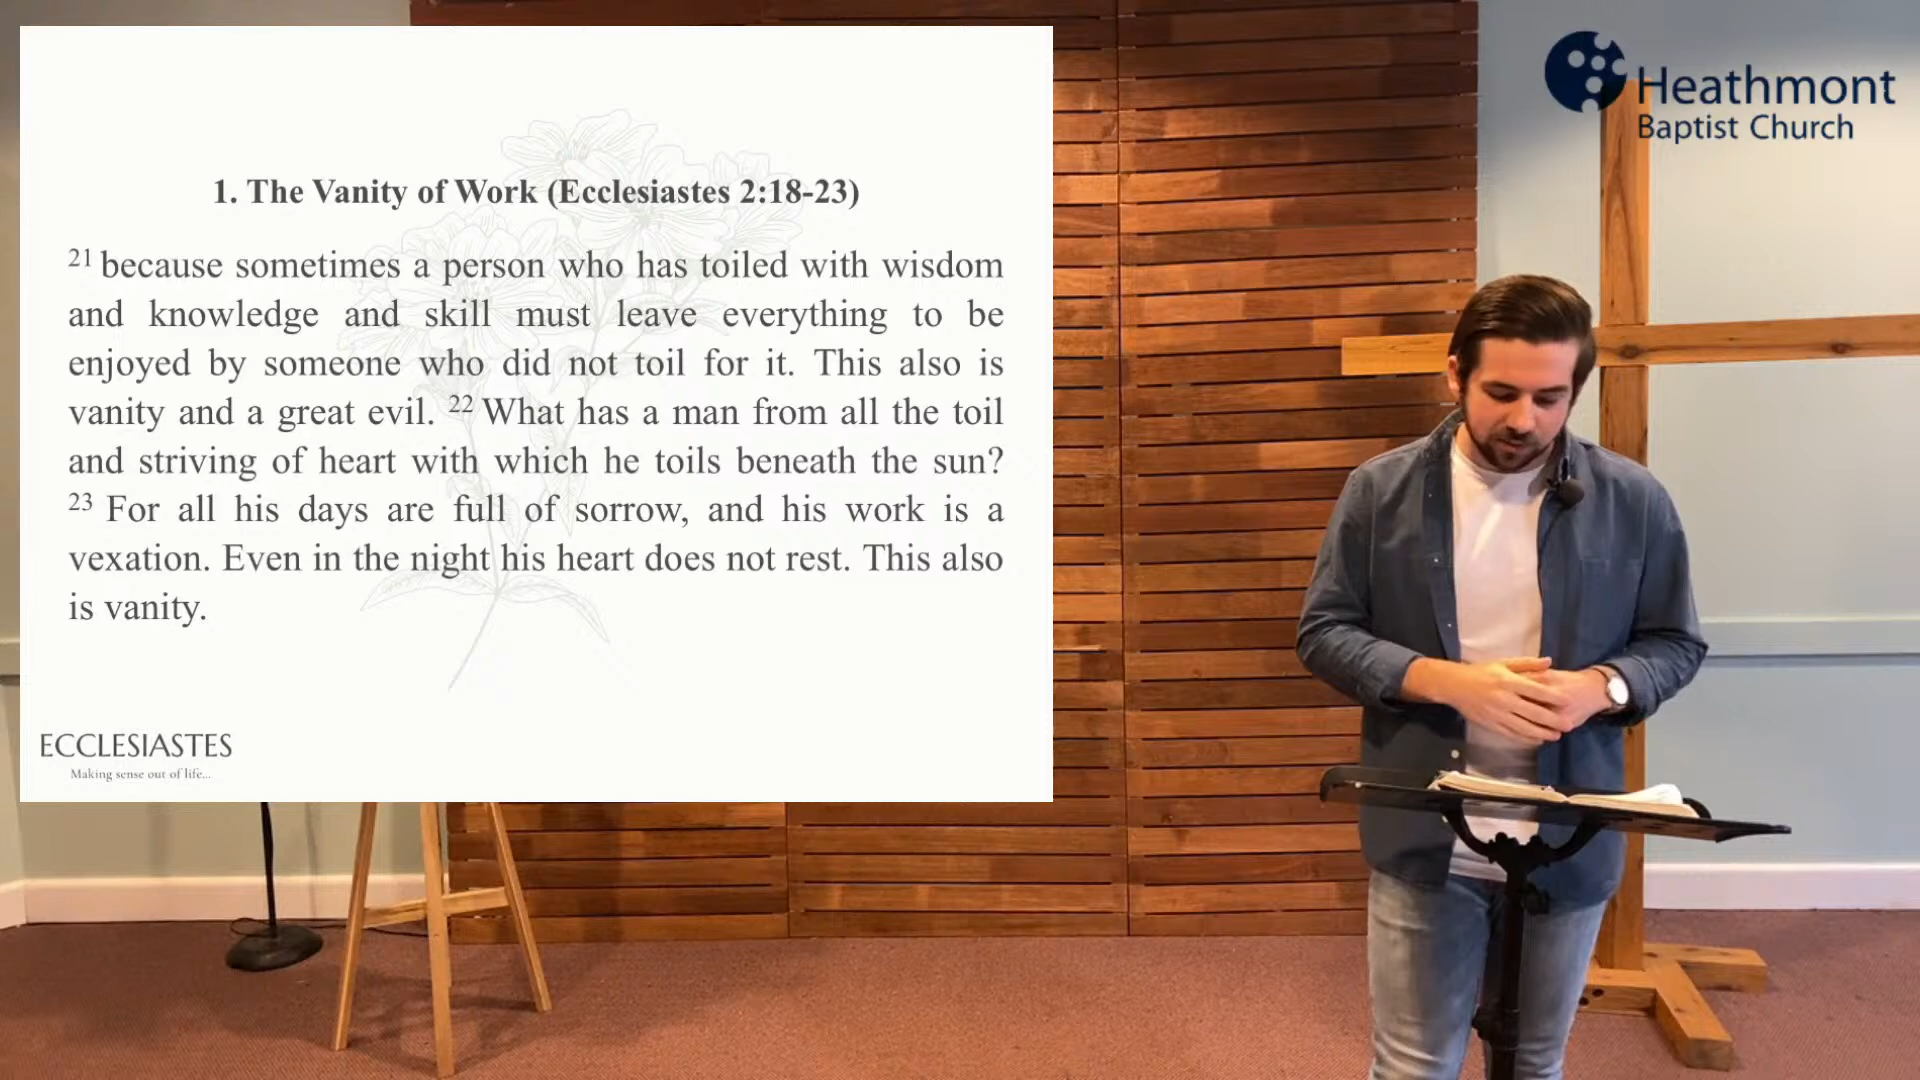 Heathmont
Baptist Church
1. The Vanity of Work (Ecclesiastes 2:18-23)
21 because sometimes a person who has toiled with wisdom
and knowledge and skill must leave everything to be
enjoyed by someone who did not toil for it. This also is
vanity and a great evil. 22 What has a man from all the toil
and striving of heart with which he toils beneath the sun?
23 For all his days are full of sorrow, and his work is a
vexation. Even in the night his heart does not rest. This also
is vanity.
ECCLESIASTES
Making sense out of life...